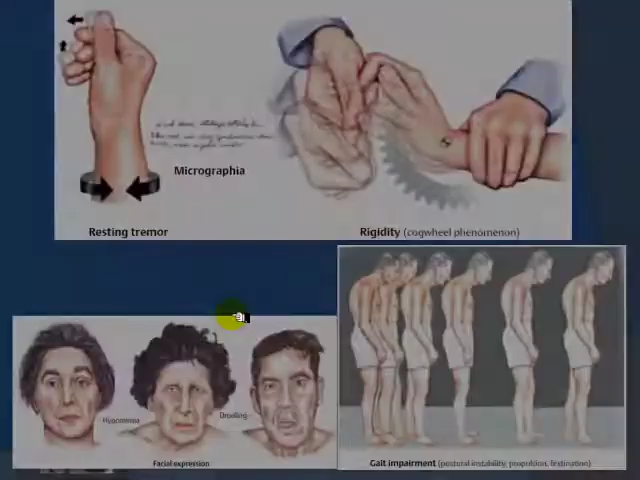 Micrographia
Resting tremor
Rigidity (cogwheel phenomenon)
Hypomimia
Drooling
Facial expression
Gait impairment (postural instability, propulsion, festination)